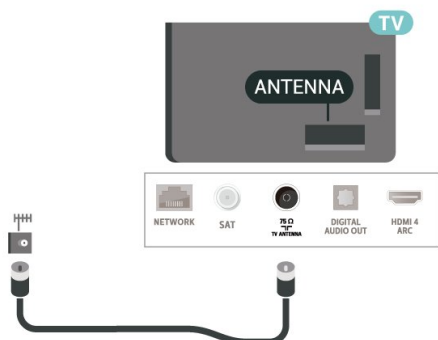 TV
ANTENNA
NETWORK
SAT
75 Ω
TV ANTENNA
DIGITAL
AUDIO OUT
HDMI 4
ARC